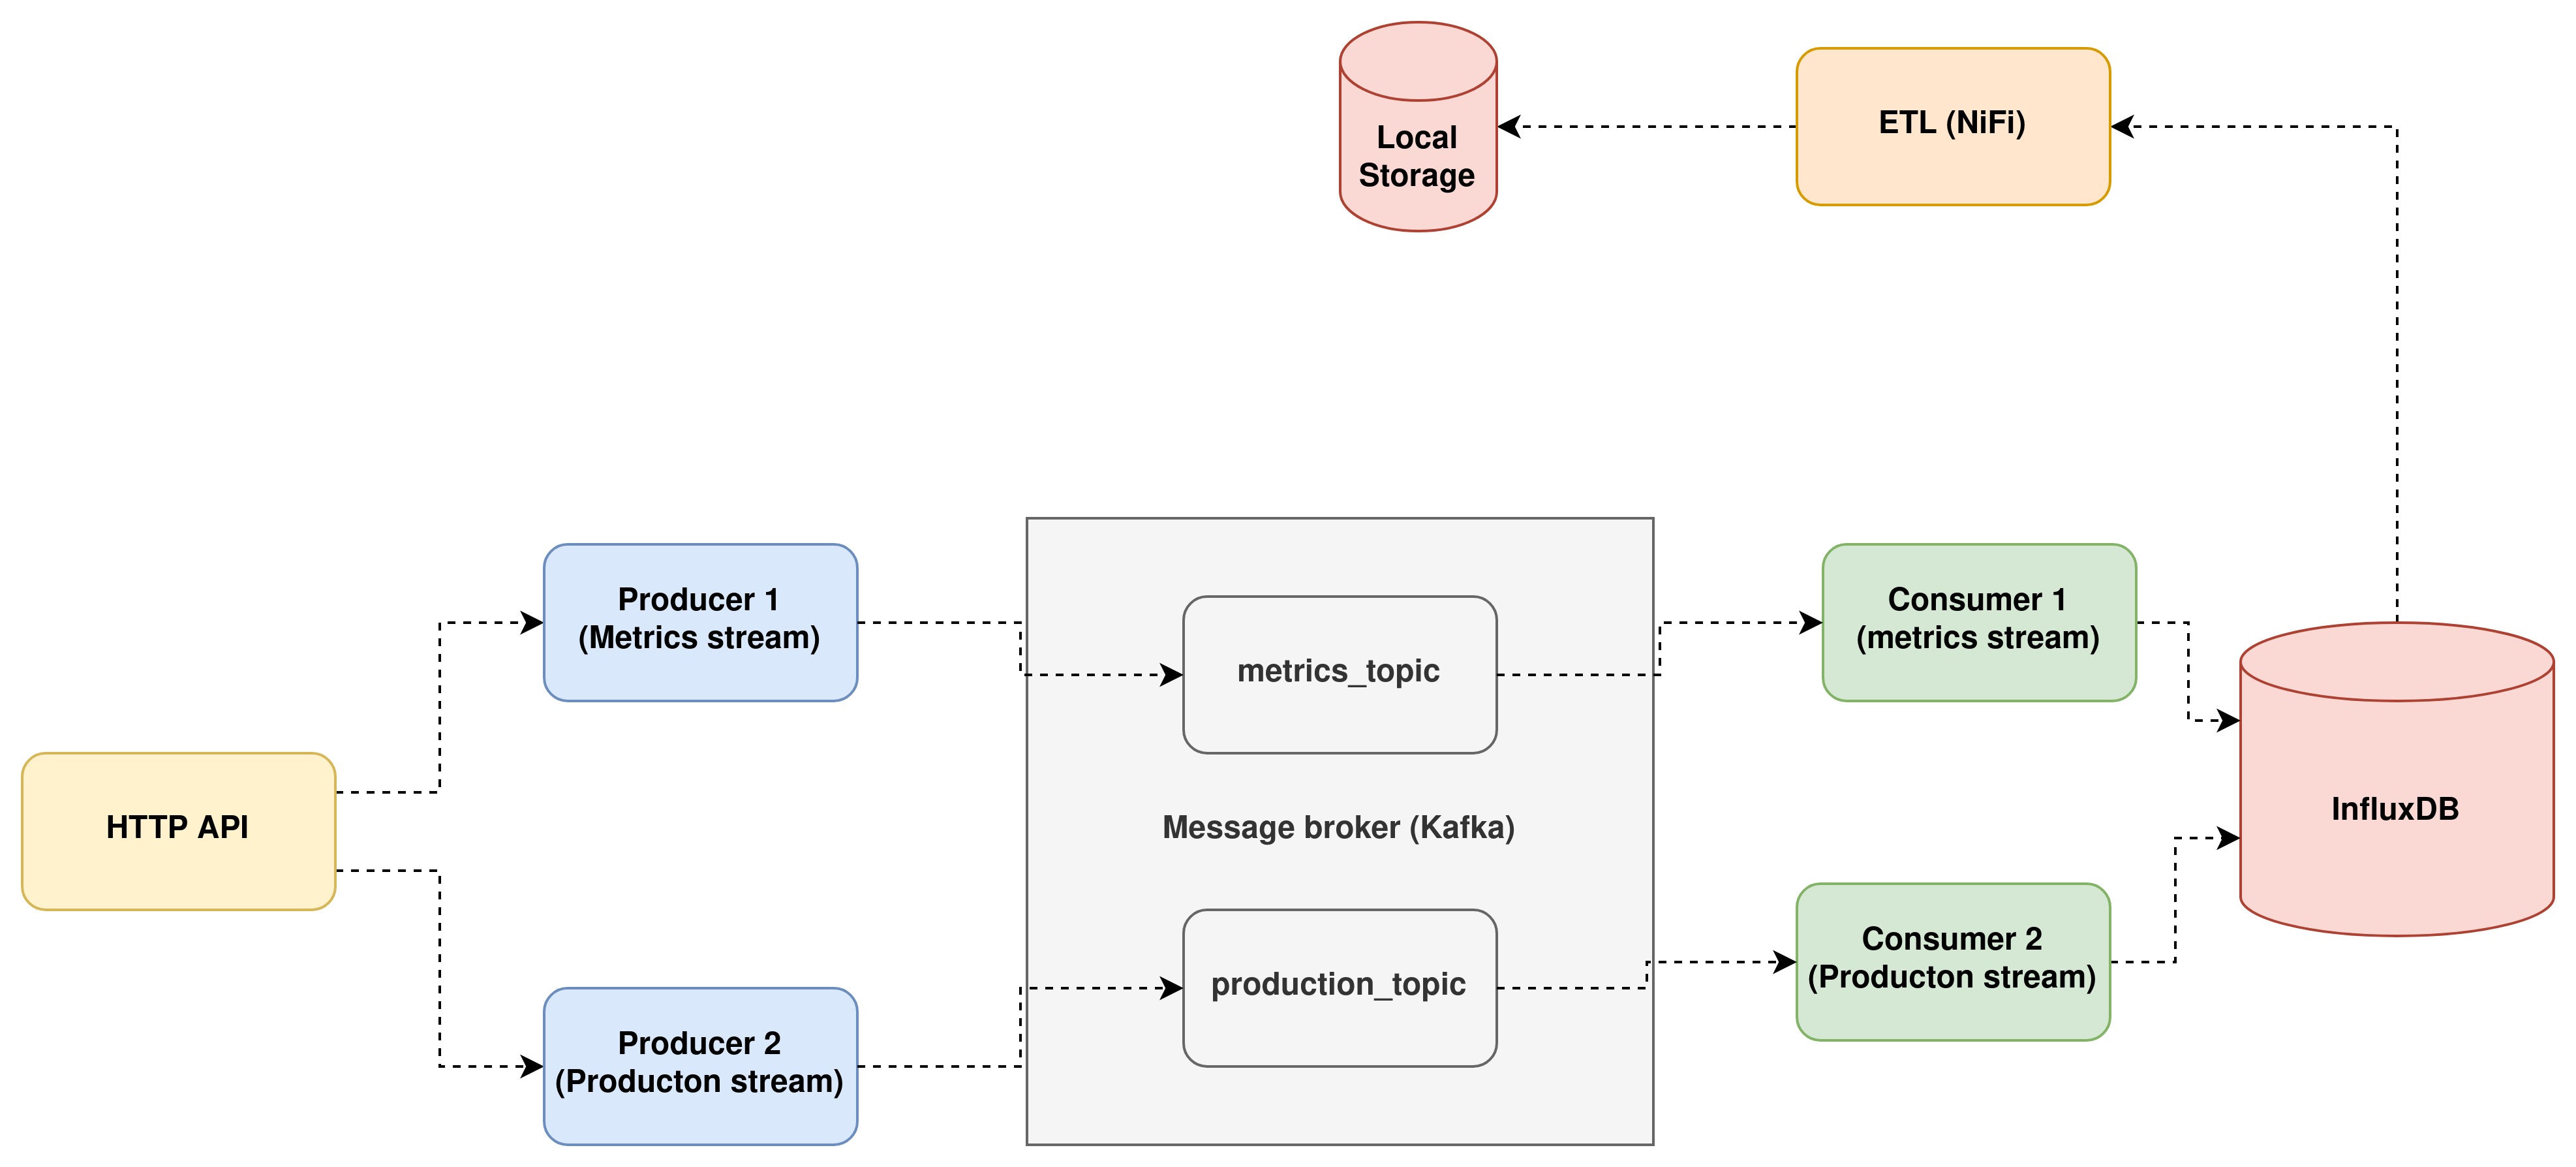 Local
Storage
ETL (NiFi)
Producer 1
(Metrics stream)
metrics_topic
Consumer 1
(metrics stream)
HTTP API
Message broker (Kafka)
InfluxDB
Producer 2
(Producton stream)
production_topic
Consumer 2
(Producton stream)